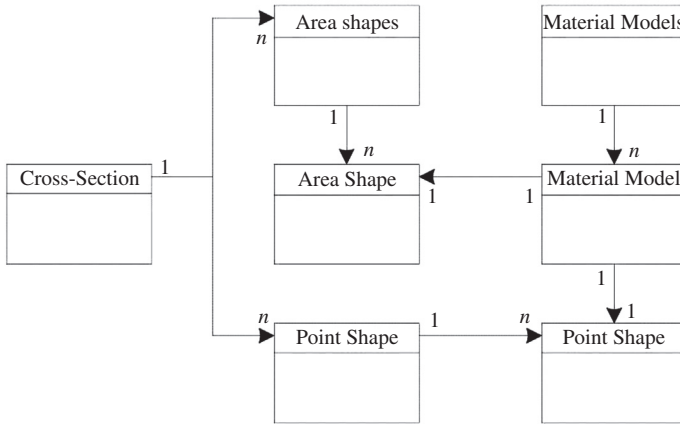 Area shapes
Material Models
n
1
1
n
n
1
Cross-Section
Area Shape
Material Model
1
1
1
n
1
n
1
Point Shape
Point Shape